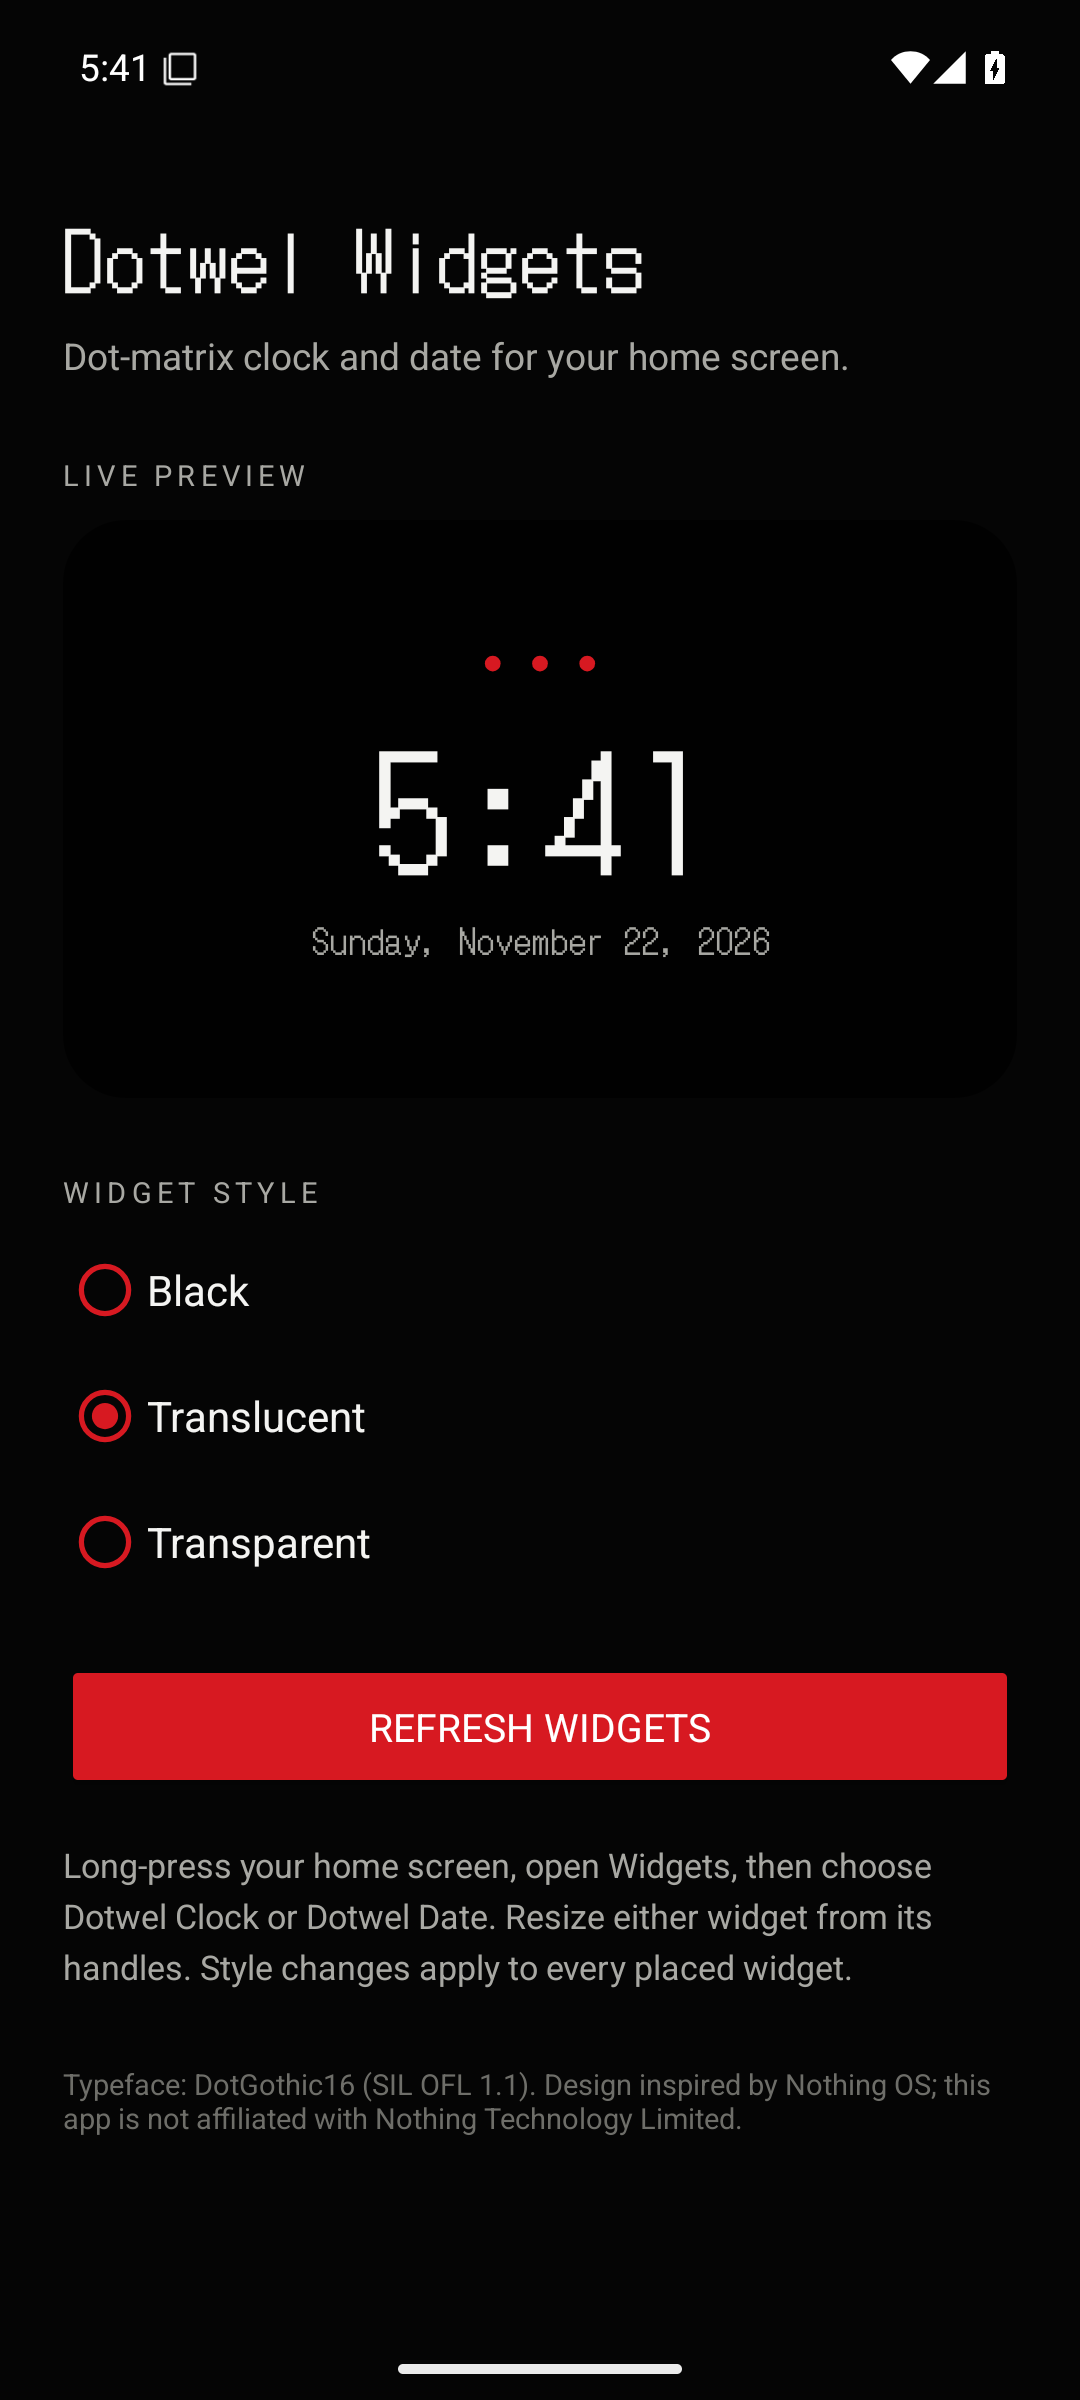 5:41
Dotwel Widgets
Dot-matrix clock and date for your home screen.
LIVE PREVIEW
5:41
Sunday, November 22, 2026
WIDGET STYLE
Black
Translucent
Transparent
REFRESH WIDGETS
Long-press your home screen, open Widgets, then choose
Dotwel Clock or Dotwel Date. Resize either widget from its
handles. Style changes apply to every placed widget.
Typeface: DotGothic16 (SIL OFL 1.1). Design inspired by Nothing OS; this
app is not affiliated with Nothing Technology Limited.